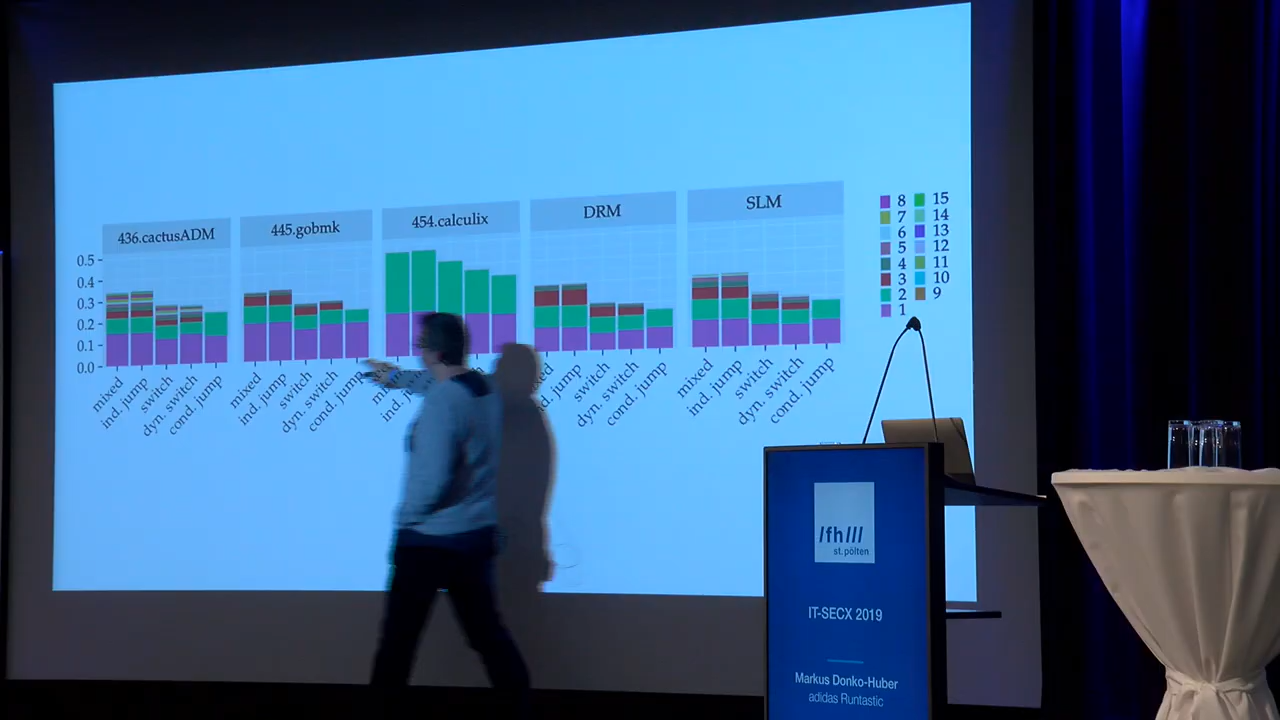 436.cactusADM
445.gobmk
454.calculix
DRM
SLM
0.5
0.4
0.3
0.2
0.1
0.0
mixed
ind. jump
switch
dyn. switch
cond. jump
mixed
ind. jump
switch
dyn. switch
cond. jump
ind. jump
switch
dyn. switch
cond. jump
mixed
ind. jump
switch
dyn. switch
cond. jump
8 15
7 14
6 13
5 12
4 11
3 10
2 9
1
/fh///
st.pölten
IT-SECX 2019
Markus Donko-Huber
adidas Runtastic